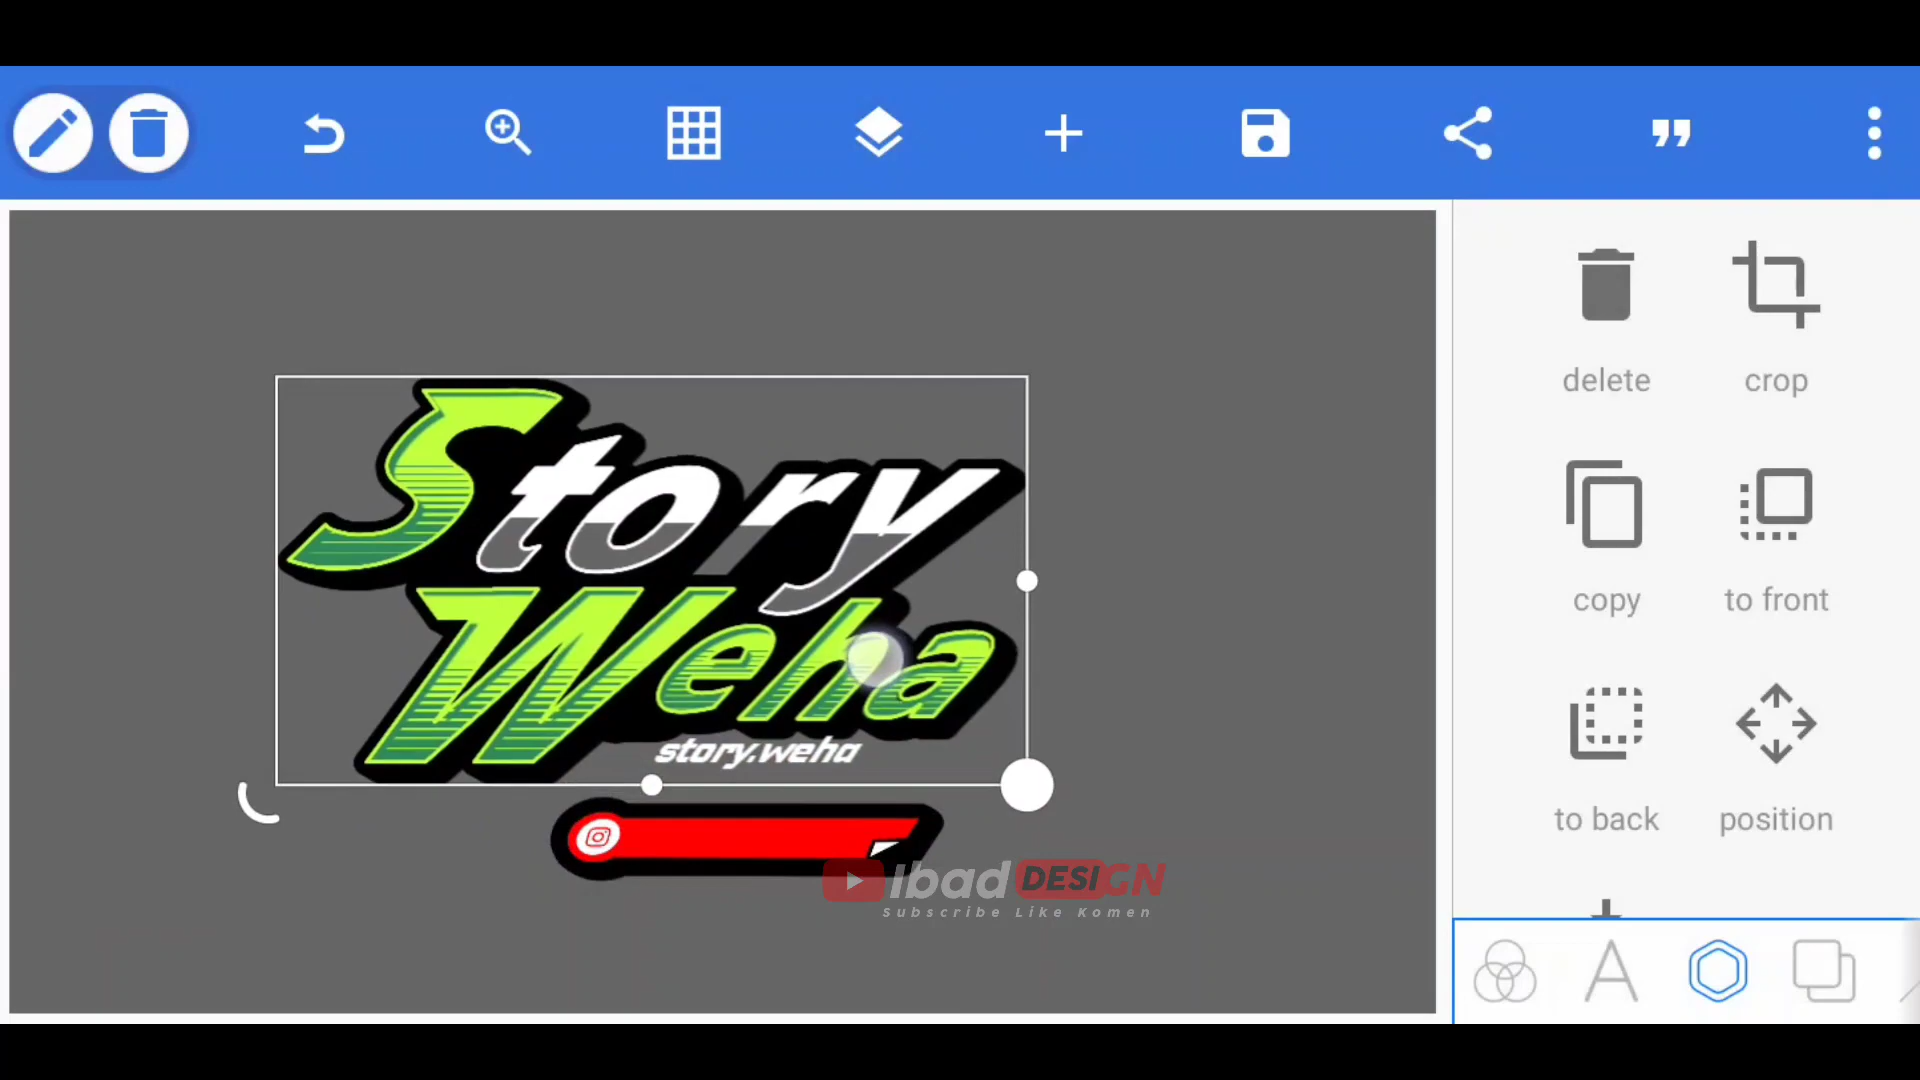 delete
crop
Story
copy
to front
Weha
story.weha
to back
position
Ibad DESIGN
Subscribe Like Komen